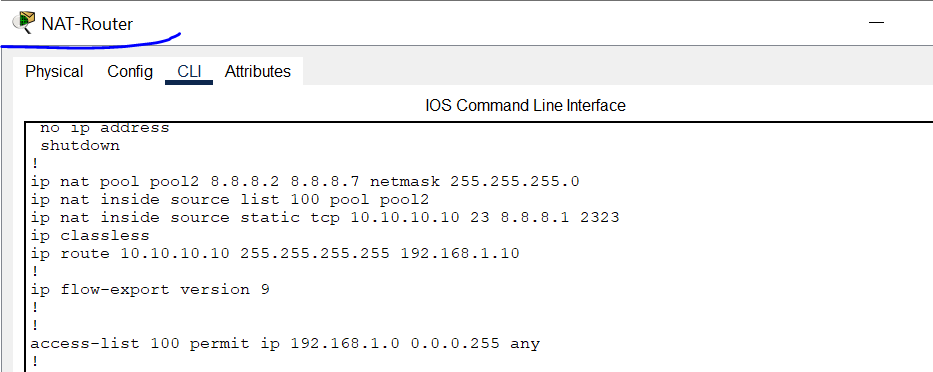 NAT-Router
Physical Config CLI Attributes
IOS Command Line Interface
no ip address
shutdown
!
ip nat pool pool2 8.8.8.2 8.8.8.7 netmask 255.255.255.0
ip nat inside source list 100 pool pool2
ip nat inside source static tcp 10.10.10.10 23 8.8.8.1 2323
ip classless
ip route 10.10.10.10 255.255.255.255 192.168.1.10
!
ip flow-export version 9
!
!
access-list 100 permit ip 192.168.1.0 0.0.0.255 any
!